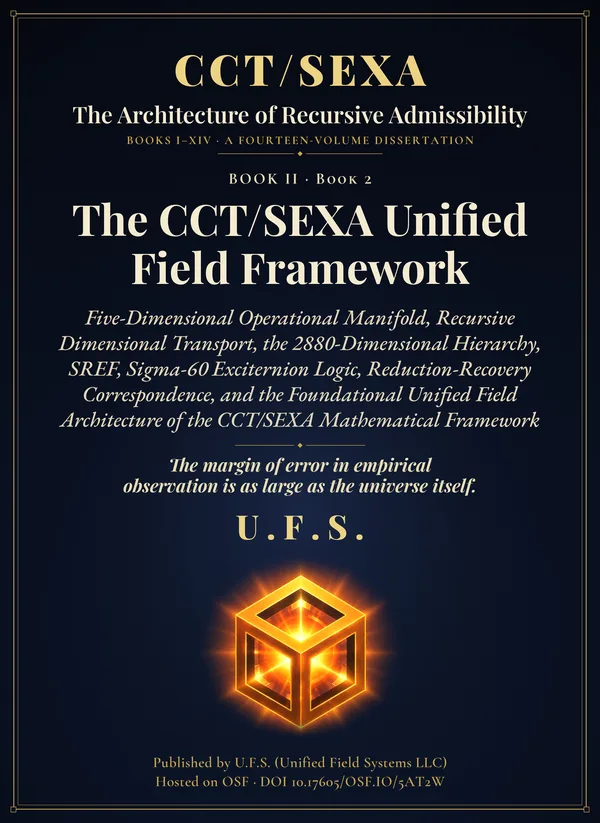 CCT/SEXA
The Architecture of Recursive Admissibility
BOOKS I–XIV · A FOURTEEN-VOLUME DISSERTATION
BOOK II · Book 2
The CCT/SEXA Unified
Field Framework
Five-Dimensional Operational Manifold, Recursive
Dimensional Transport, the 2880-Dimensional Hierarchy,
SREF, Sigma-60 Exciternion Logic, Reduction-Recovery
Correspondence, and the Foundational Unified Field
Architecture of the CCT/SEXA Mathematical Framework
The margin of error in empirical
observation is as large as the universe itself.
U.F.S.
Published by U.F.S. (Unified Field Systems LLC)
Hosted on OSF · DOI 10.17605/OSF.IO/5AT2W